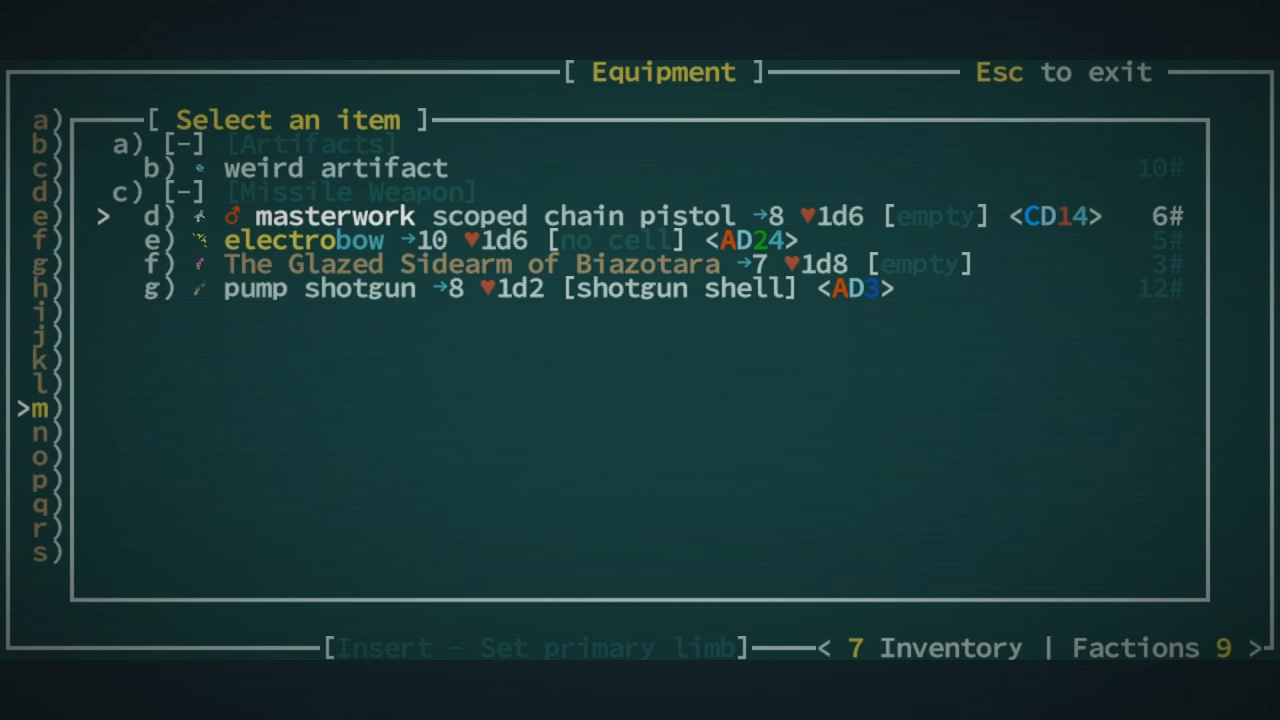 [ Equipment ] Esc to exit
a) [ Select an item ]
b) a) [-] [Artifacts]
c) b) weird artifact 10#
d) c) [-] [Missile Weapon]
e) > d) ♂ masterwork scoped chain pistol →8 ♥1d6 [empty] <CD14> 6#
f) e) electrobow →10 ♥1d6 [no cell] <AD24> 5#
g) f) The Glazed Sidearm of Biazotara →7 ♥1d8 [empty] 3#
h) g) pump shotgun →8 ♥1d2 [shotgun shell] <AD3> 12#
i)
j)
k)
l)
>m)
n)
o)
p)
q)
r)
s)
[Insert - Set primary limb] < 7 Inventory | Factions 9 >